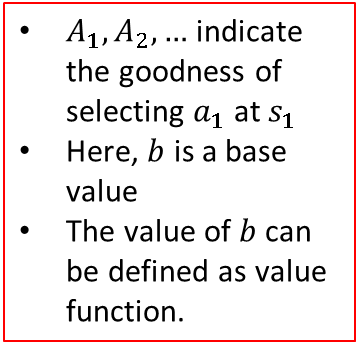 • A₁, A₂, ... indicate
the goodness of
selecting a₁ at s₁
• Here, b is a base
value
• The value of b can
be defined as value
function.